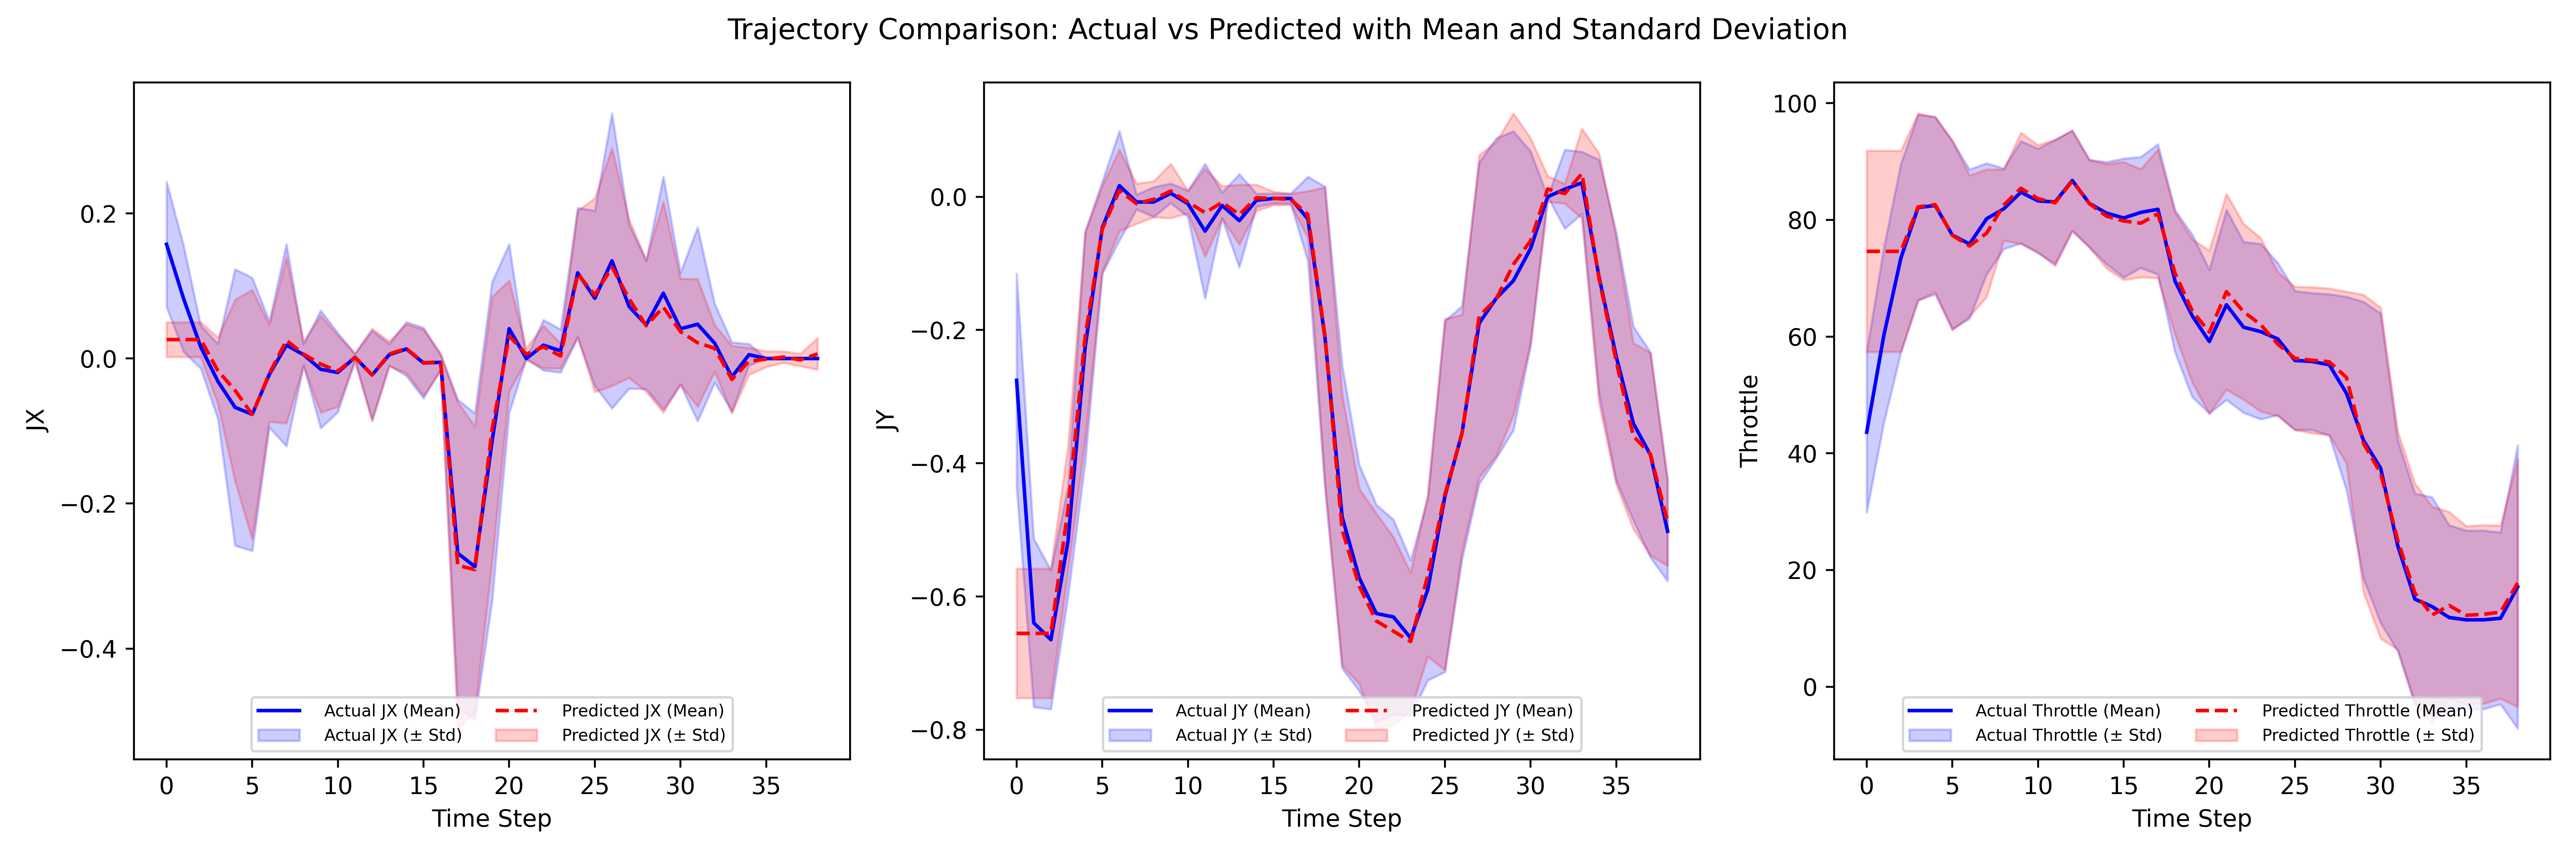 Trajectory Comparison: Actual vs Predicted with Mean and Standard Deviation
JX
0.2
0.0
−0.2
−0.4
Actual JX (Mean)
Actual JX (± Std)
Predicted JX (Mean)
Predicted JX (± Std)
0 5 10 15 20 25 30 35
Time Step
JY
0.0
−0.2
−0.4
−0.6
−0.8
Actual JY (Mean)
Actual JY (± Std)
Predicted JY (Mean)
Predicted JY (± Std)
0 5 10 15 20 25 30 35
Time Step
Throttle
100
80
60
40
20
0
Actual Throttle (Mean)
Actual Throttle (± Std)
Predicted Throttle (Mean)
Predicted Throttle (± Std)
0 5 10 15 20 25 30 35
Time Step